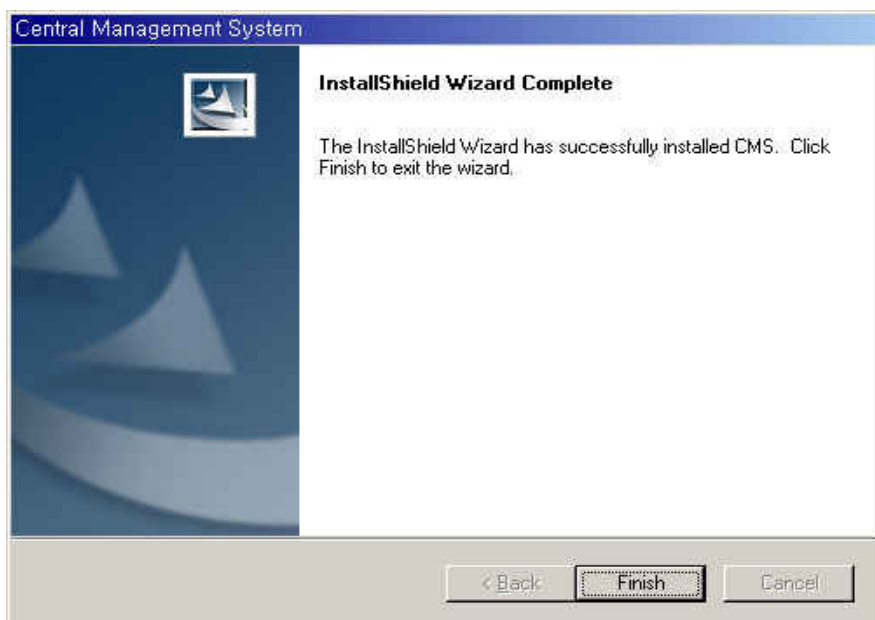 Central Management System
InstallShield Wizard Complete
The InstallShield Wizard has successfully installed CMS. Click
Finish to exit the wizard.
< Back
Finish
Cancel